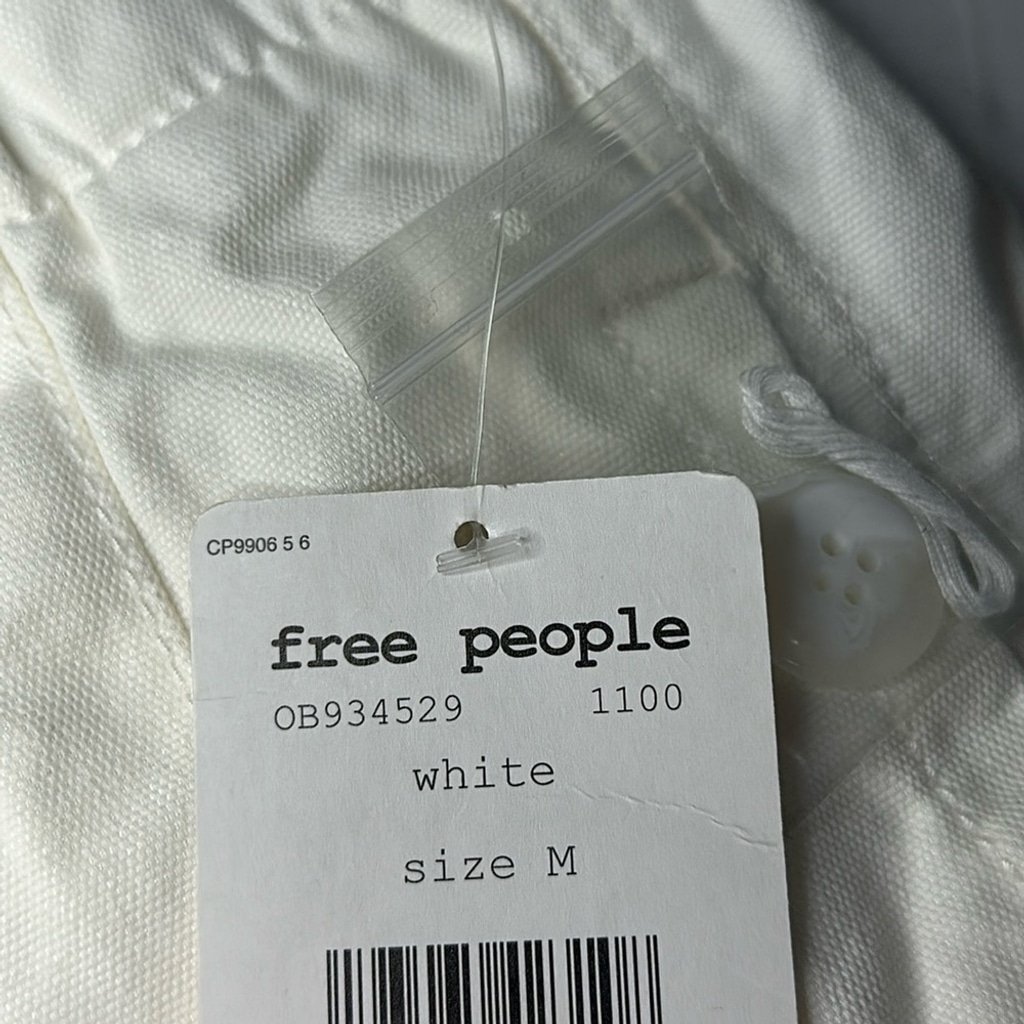 CP9906 5 6
free people
OB934529 1100
white
size M